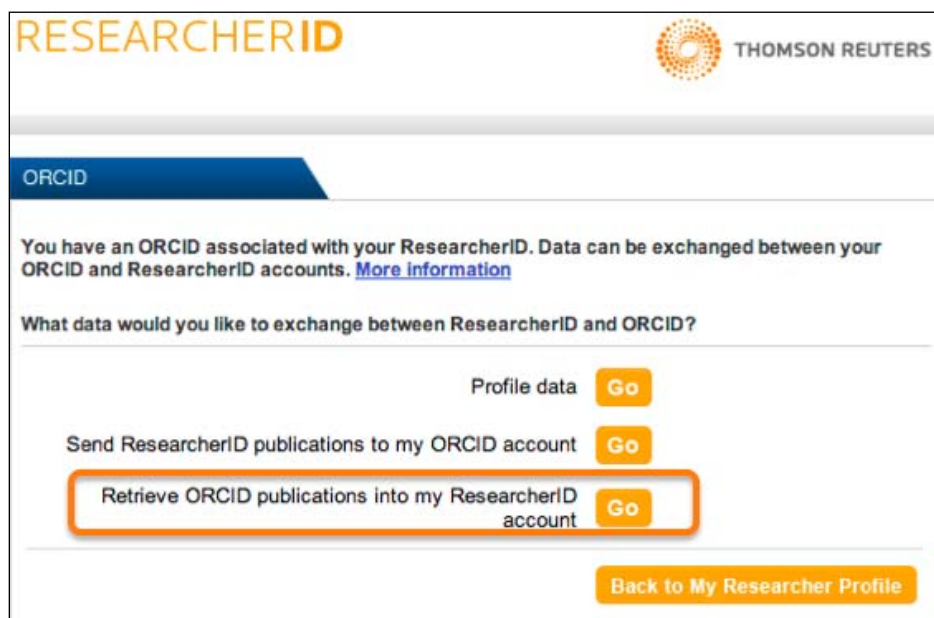 RESEARCHERID
THOMSON REUTERS
ORCID
You have an ORCID associated with your ResearcherID. Data can be exchanged between your
ORCID and ResearcherID accounts. More information
What data would you like to exchange between ResearcherID and ORCID?
Profile data Go
Send ResearcherID publications to my ORCID account Go
Retrieve ORCID publications into my ResearcherID
account Go
Back to My Researcher Profile